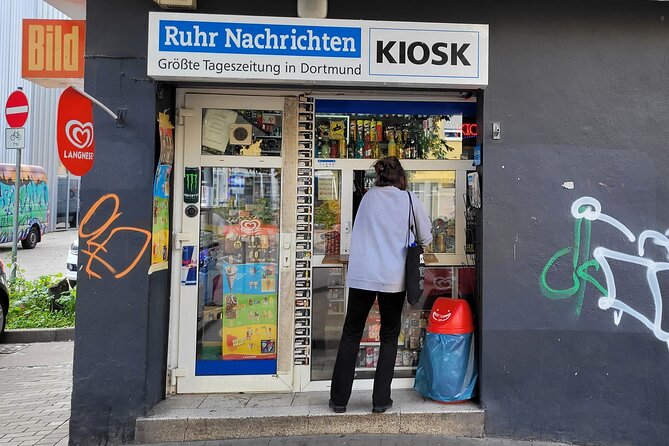 Bild
Ruhr Nachrichten
Größte Tageszeitung in Dortmund
KIOSK
LANGNESE